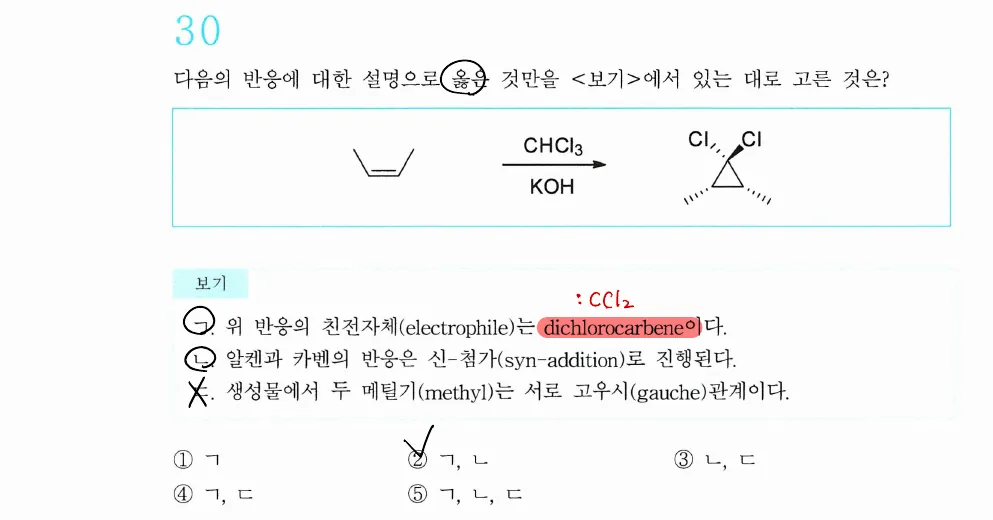 30
다음의 반응에 대한 설명으로 옳은 것만을 <보기>에서 있는 대로 고른 것은?
CHCl₃
KOH
Cl Cl
보기
:CCl₂
ㄱ. 위 반응의 친전자체(electrophile)는 dichlorocarbene이다.
ㄴ. 알켄과 카벤의 반응은 신-첨가(syn-addition)로 진행된다.
ㄷ. 생성물에서 두 메틸기(methyl)는 서로 고우시(gauche)관계이다.
① ㄱ ② ㄱ, ㄴ ③ ㄴ, ㄷ
④ ㄱ, ㄷ ⑤ ㄱ, ㄴ, ㄷ